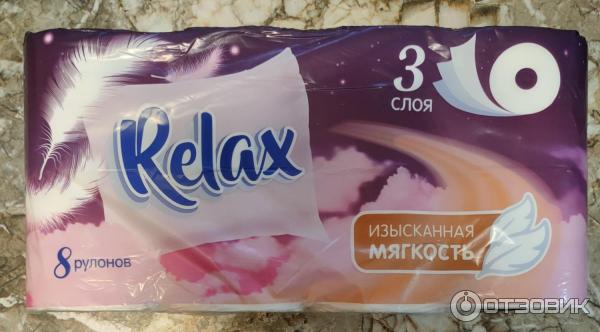 Relax
3
СЛОЯ
ИЗЫСКАННАЯ
МЯГКОСТЬ
8 рулонов
ОТЗОВИК